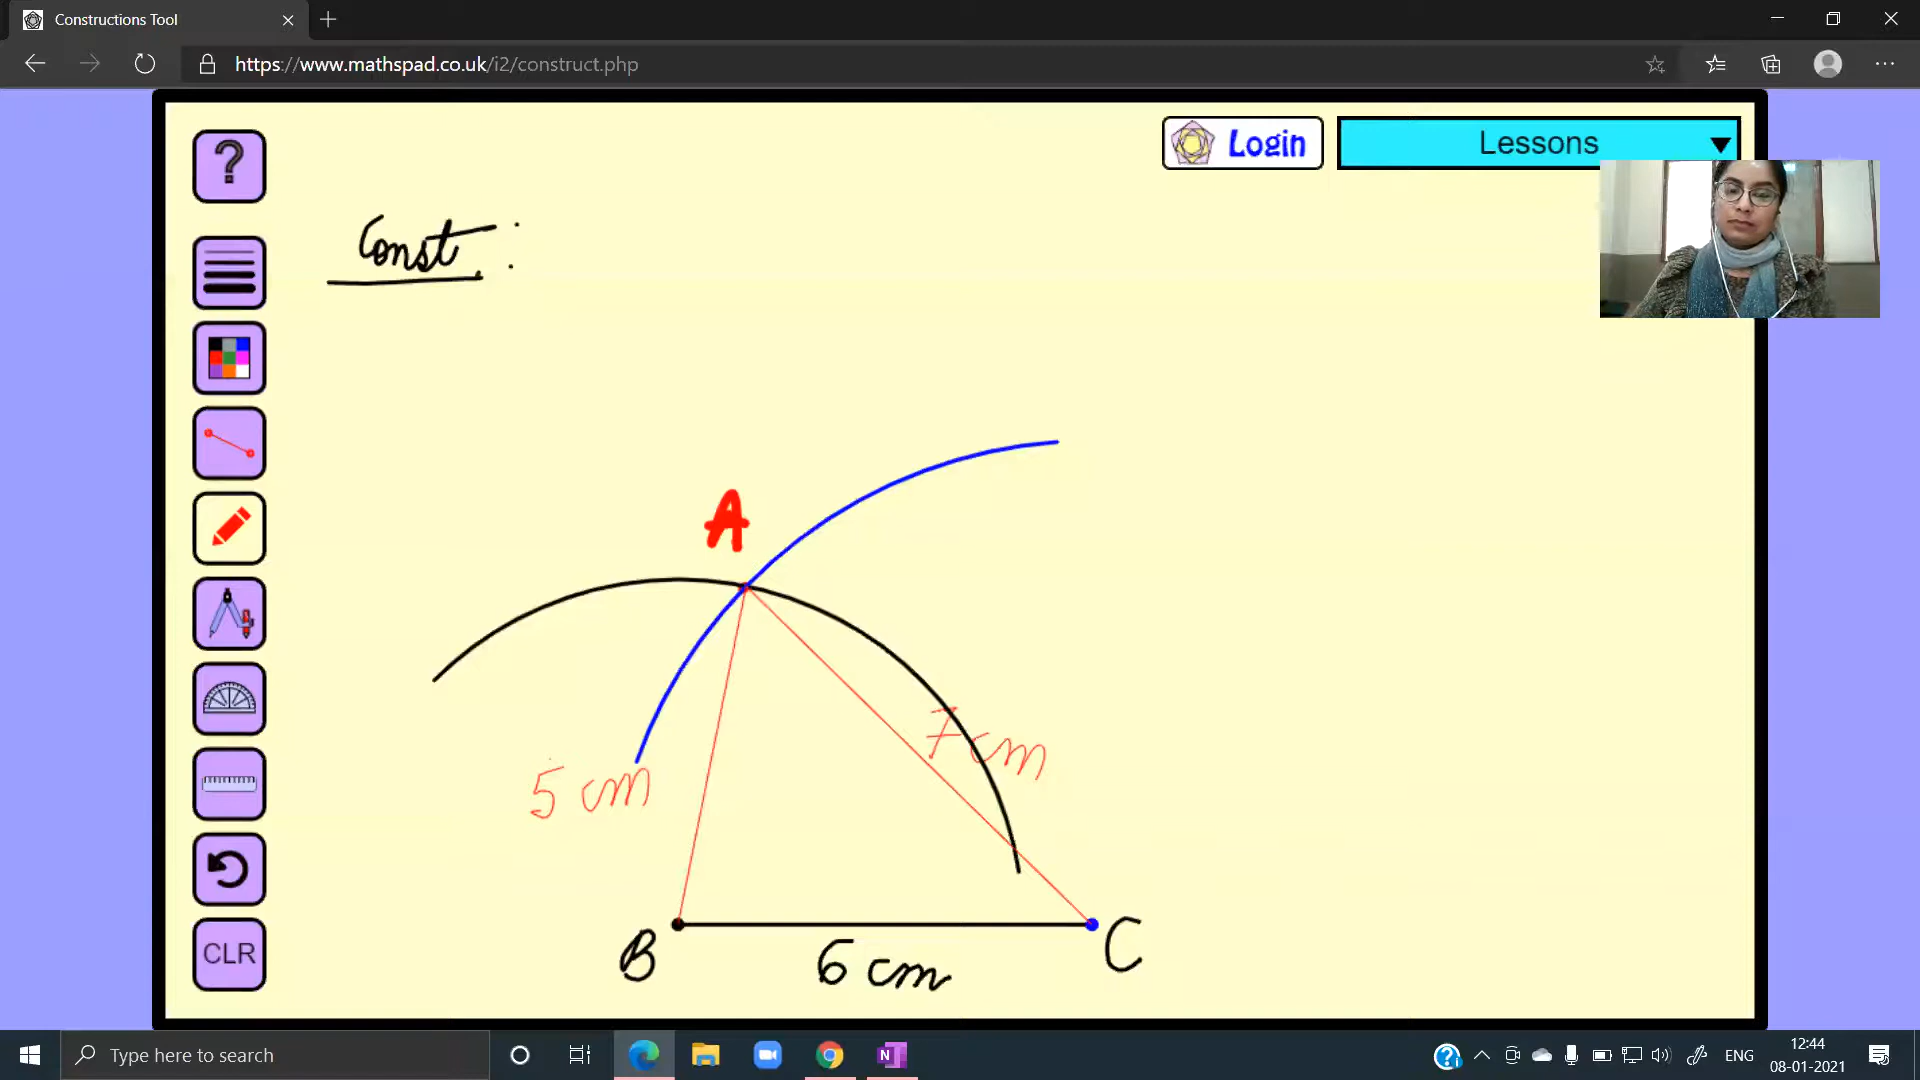 Constructions Tool
https://www.mathspad.co.uk/i2/construct.php
Login
Lessons
?
Const :
A
7 cm
5 cm
B
6 cm
C
CLR
Type here to search
N
ENG
12:44
08-01-2021